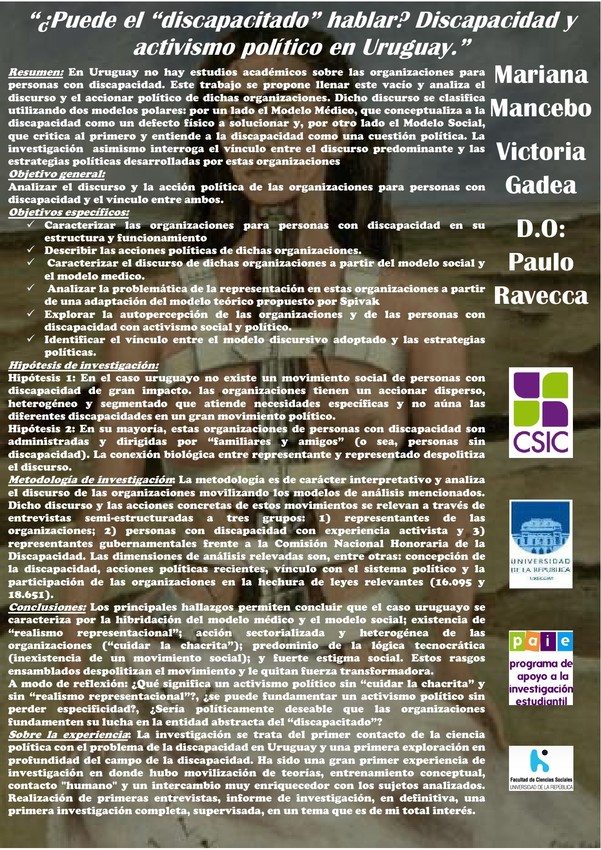 “¿Puede el “discapacitado” hablar? Discapacidad y
activismo político en Uruguay.”
Resumen: En Uruguay no hay estudios académicos sobre las organizaciones para
personas con discapacidad. Este trabajo se propone llenar este vacío y analiza el
discurso y el accionar político de dichas organizaciones. Dicho discurso se clasifica
utilizando dos modelos polares: por un lado el Modelo Médico, que conceptualiza a la
discapacidad como un defecto físico a solucionar y, por otro lado el Modelo Social,
que critica al primero y entiende a la discapacidad como una cuestión política. La
investigación asimismo interroga el vínculo entre el discurso predominante y las
estrategias políticas desarrolladas por estas organizaciones
Objetivo general:
Analizar el discurso y la acción política de las organizaciones para personas con
discapacidad y el vínculo entre ambos.
Objetivos específicos:
✓ Caracterizar las organizaciones para personas con discapacidad en su
estructura y funcionamiento
✓ Describir las acciones políticas de dichas organizaciones.
✓ Caracterizar el discurso de dichas organizaciones a partir del modelo social y
el modelo medico.
✓ Analizar la problemática de la representación en estas organizaciones a partir
de una adaptación del modelo teórico propuesto por Spivak
✓ Explorar la autopercepción de las organizaciones y de las personas con
discapacidad con activismo social y político.
✓ Identificar el vínculo entre el modelo discursivo adoptado y las estrategias
políticas.
Hipótesis de investigación:
Hipótesis 1: En el caso uruguayo no existe un movimiento social de personas con
discapacidad de gran impacto. las organizaciones tienen un accionar disperso,
heterogéneo y segmentado que atiende necesidades específicas y no aúna las
diferentes discapacidades en un gran movimiento político.
Hipótesis 2: En su mayoría, estas organizaciones de personas con discapacidad son
administradas y dirigidas por “familiares y amigos” (o sea, personas sin
discapacidad). La conexión biológica entre representante y representado despolitiza
el discurso.
Metodología de investigación: La metodología es de carácter interpretativo y analiza
el discurso de las organizaciones movilizando los modelos de análisis mencionados.
Dicho discurso y las acciones concretas de estos movimientos se relevan a través de
entrevistas semi-estructuradas a tres grupos: 1) representantes de las
organizaciones; 2) personas con discapacidad con experiencia activista y 3)
representantes gubernamentales frente a la Comisión Nacional Honoraria de la
Discapacidad. Las dimensiones de análisis relevadas son, entre otras: concepción de
la discapacidad, acciones políticas recientes, vínculo con el sistema político y la
participación de las organizaciones en la hechura de leyes relevantes (16.095 y
18.651).
Conclusiones: Los principales hallazgos permiten concluir que el caso uruguayo se
caracteriza por la hibridación del modelo médico y el modelo social; existencia de
“realismo representacional”; acción sectorializada y heterogénea de las
organizaciones (“cuidar la chacrita”); predominio de la lógica tecnocrática
(inexistencia de un movimiento social); y fuerte estigma social. Estos rasgos
ensamblados despolitizan el movimiento y le quitan fuerza transformadora.
A modo de reflexión: ¿Qué significa un activismo político sin “cuidar la chacrita” y
sin “realismo representacional”?, ¿se puede fundamentar un activismo político sin
perder especificidad?, ¿Sería políticamente deseable que las organizaciones
fundamenten su lucha en la entidad abstracta del “discapacitado”?
Sobre la experiencia: La investigación se trata del primer contacto de la ciencia
política con el problema de la discapacidad en Uruguay y una primera exploración en
profundidad del campo de la discapacidad. Ha sido una gran primer experiencia de
investigación en donde hubo movilización de teorías, entrenamiento conceptual,
contacto "humano" y un intercambio muy enriquecedor con los sujetos analizados.
Realización de primeras entrevistas, informe de investigación, en definitiva, una
primera investigación completa, supervisada, en un tema que es de mi total interés.
Mariana
Mancebo
Victoria
Gadea
D.O:
Paulo
Ravecca
CSIC
UNIVERSIDAD
DE LA REPUBLICA
URUGUAY
paie
programa de
apoyo a la
investigación
estudiantil
Facultad de Ciencias Sociales
UNIVERSIDAD DE LA REPÚBLICA